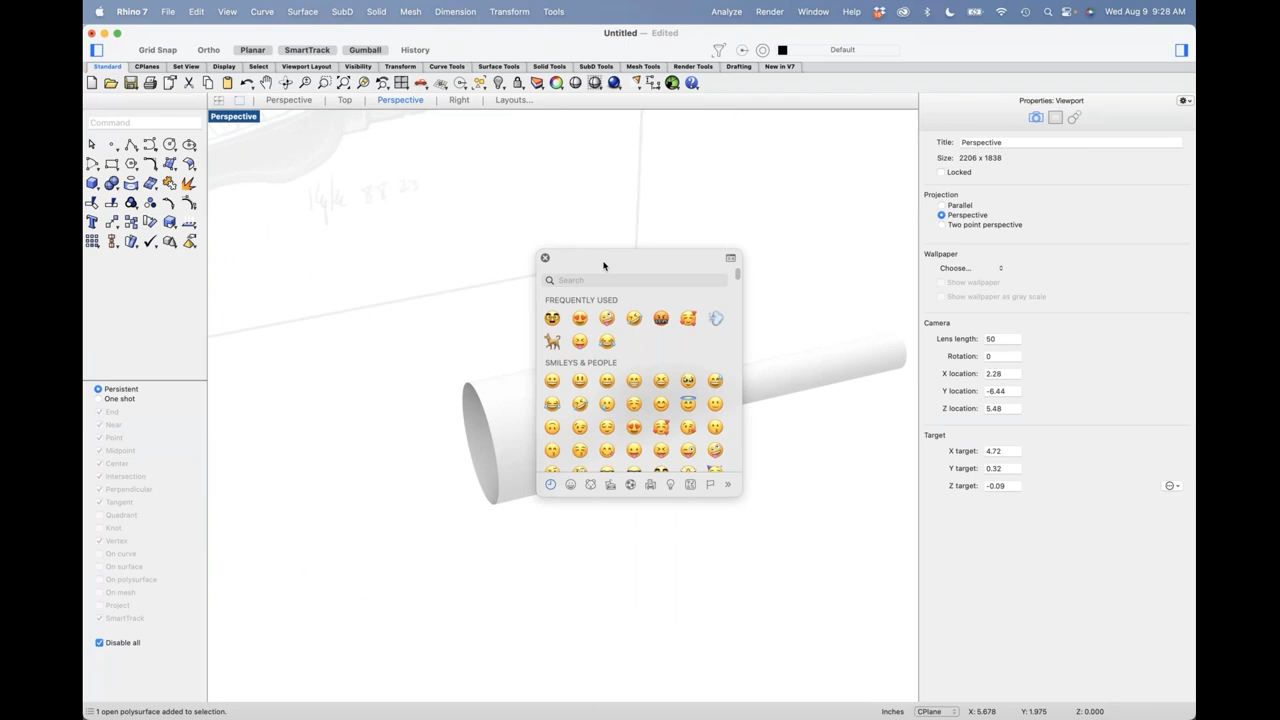 Rhino 7 File Edit View Curve Surface SubD Solid Mesh Dimension Transform Tools Analyze Render Window Help Wed Aug 9 9:28 AM
Untitled — Edited
Grid Snap Ortho Planar SmartTrack Gumball History Default
Standard CPlanes Set View Display Select Viewport Layout Visibility Transform Curve Tools Surface Tools Solid Tools SubD Tools Mesh Tools Render Tools Drafting New in V7
Perspective Top Perspective Right Layouts...
Perspective
Command
Persistent
One shot
End
Near
Point
Midpoint
Center
Intersection
Perpendicular
Tangent
Quadrant
Knot
Vertex
On curve
On surface
On polysurface
On mesh
Project
SmartTrack
Disable all
Search
FREQUENTLY USED
SMILEYS & PEOPLE
Properties: Viewport
Title: Perspective
Size: 2206 x 1838
Locked
Projection
Parallel
Perspective
Two point perspective
Wallpaper
Choose...
Show wallpaper
Show wallpaper as gray scale
Camera
Lens length: 50
Rotation: 0
X location: 2.28
Y location: -6.44
Z location: 5.48
Target
X target: 4.72
Y target: 0.32
Z target: -0.09
1 open polysurface added to selection. Inches CPlane X: 5.678 Y: 1.975 Z: 0.000